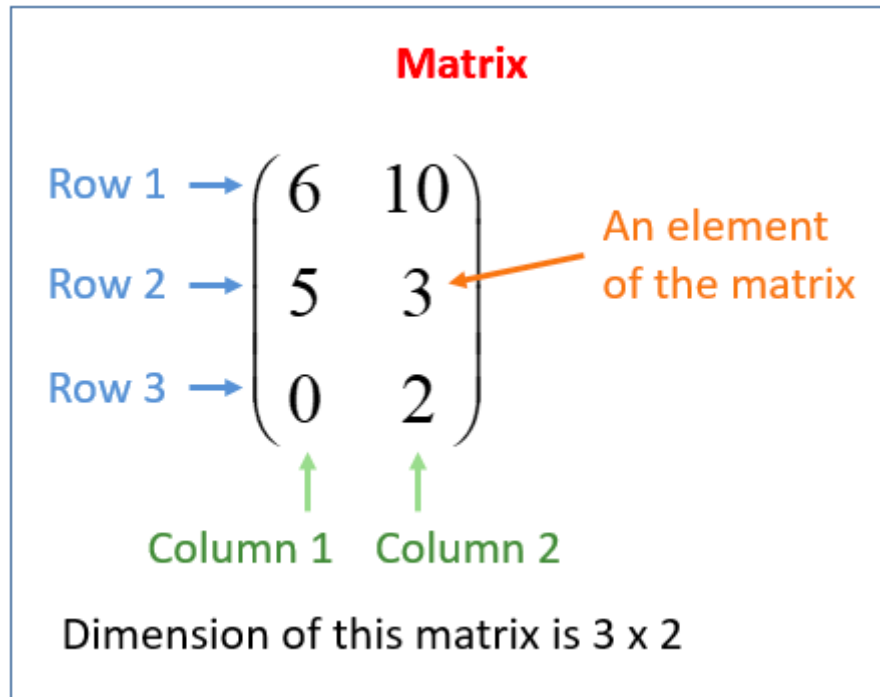 Matrix
Row 1 6 10
An element
Row 2 5 3
of the matrix
Row 3 0 2
Column 1 Column 2
Dimension of this matrix is 3 x 2